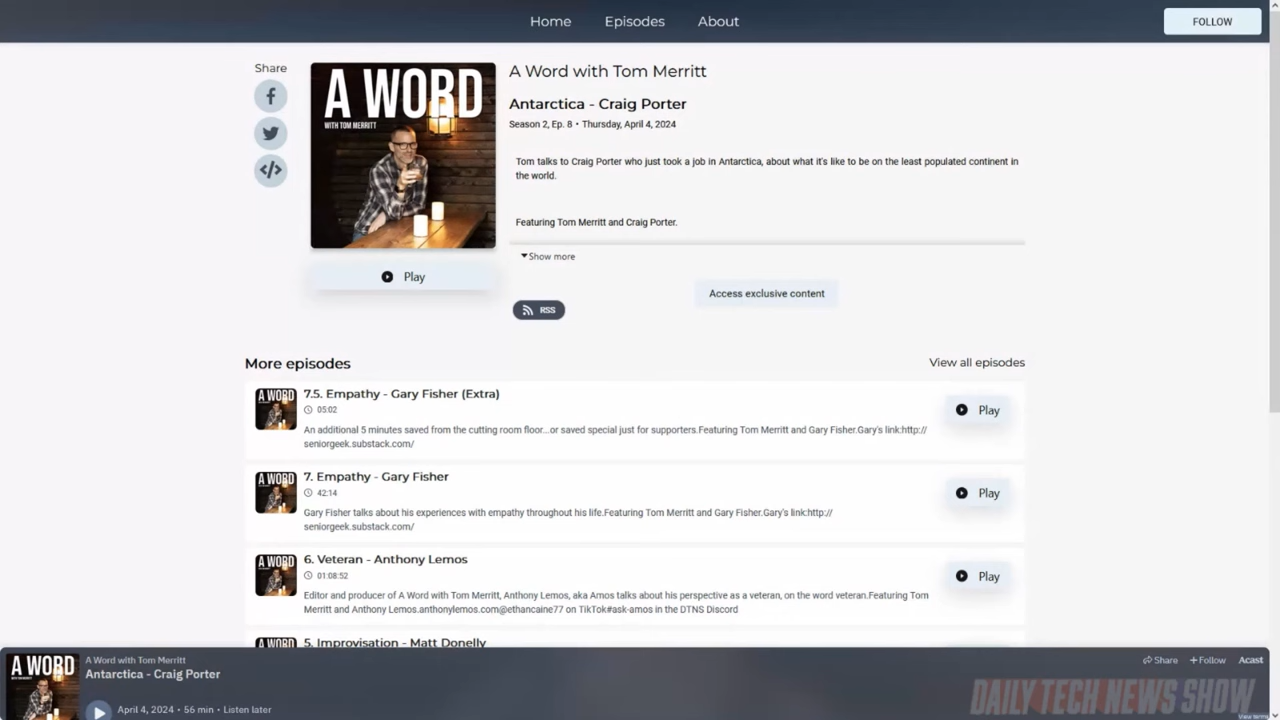 Home Episodes About FOLLOW
Share
A WORD
WITH TOM MERRITT
A Word with Tom Merritt
Antarctica - Craig Porter
Season 2, Ep. 8 • Thursday, April 4, 2024
Tom talks to Craig Porter who just took a job in Antarctica, about what it's like to be on the least populated continent in
the world.
Featuring Tom Merritt and Craig Porter.
Show more
Play
Access exclusive content
RSS
More episodes
View all episodes
A WORD
7.5. Empathy - Gary Fisher (Extra)
05:02
An additional 5 minutes saved from the cutting room floor...or saved special just for supporters.Featuring Tom Merritt and Gary Fisher.Gary's link:http://
seniorgeek.substack.com/
Play
A WORD
7. Empathy - Gary Fisher
42:14
Gary Fisher talks about his experiences with empathy throughout his life.Featuring Tom Merritt and Gary Fisher.Gary's link:http://
seniorgeek.substack.com/
Play
A WORD
6. Veteran - Anthony Lemos
01:08:52
Editor and producer of A Word with Tom Merritt, Anthony Lemos, aka Amos talks about his perspective as a veteran, on the word veteran.Featuring Tom
Merritt and Anthony Lemos.anthonylemos.com@ethancaine77 on TikTok#ask-amos in the DTNS Discord
Play
A WORD
5. Improvisation - Matt Donelly
A WORD
A Word with Tom Merritt
Antarctica - Craig Porter
April 4, 2024 • 56 min • Listen later
Share + Follow Acast
DAILY TECH NEWS SHOW
View terms